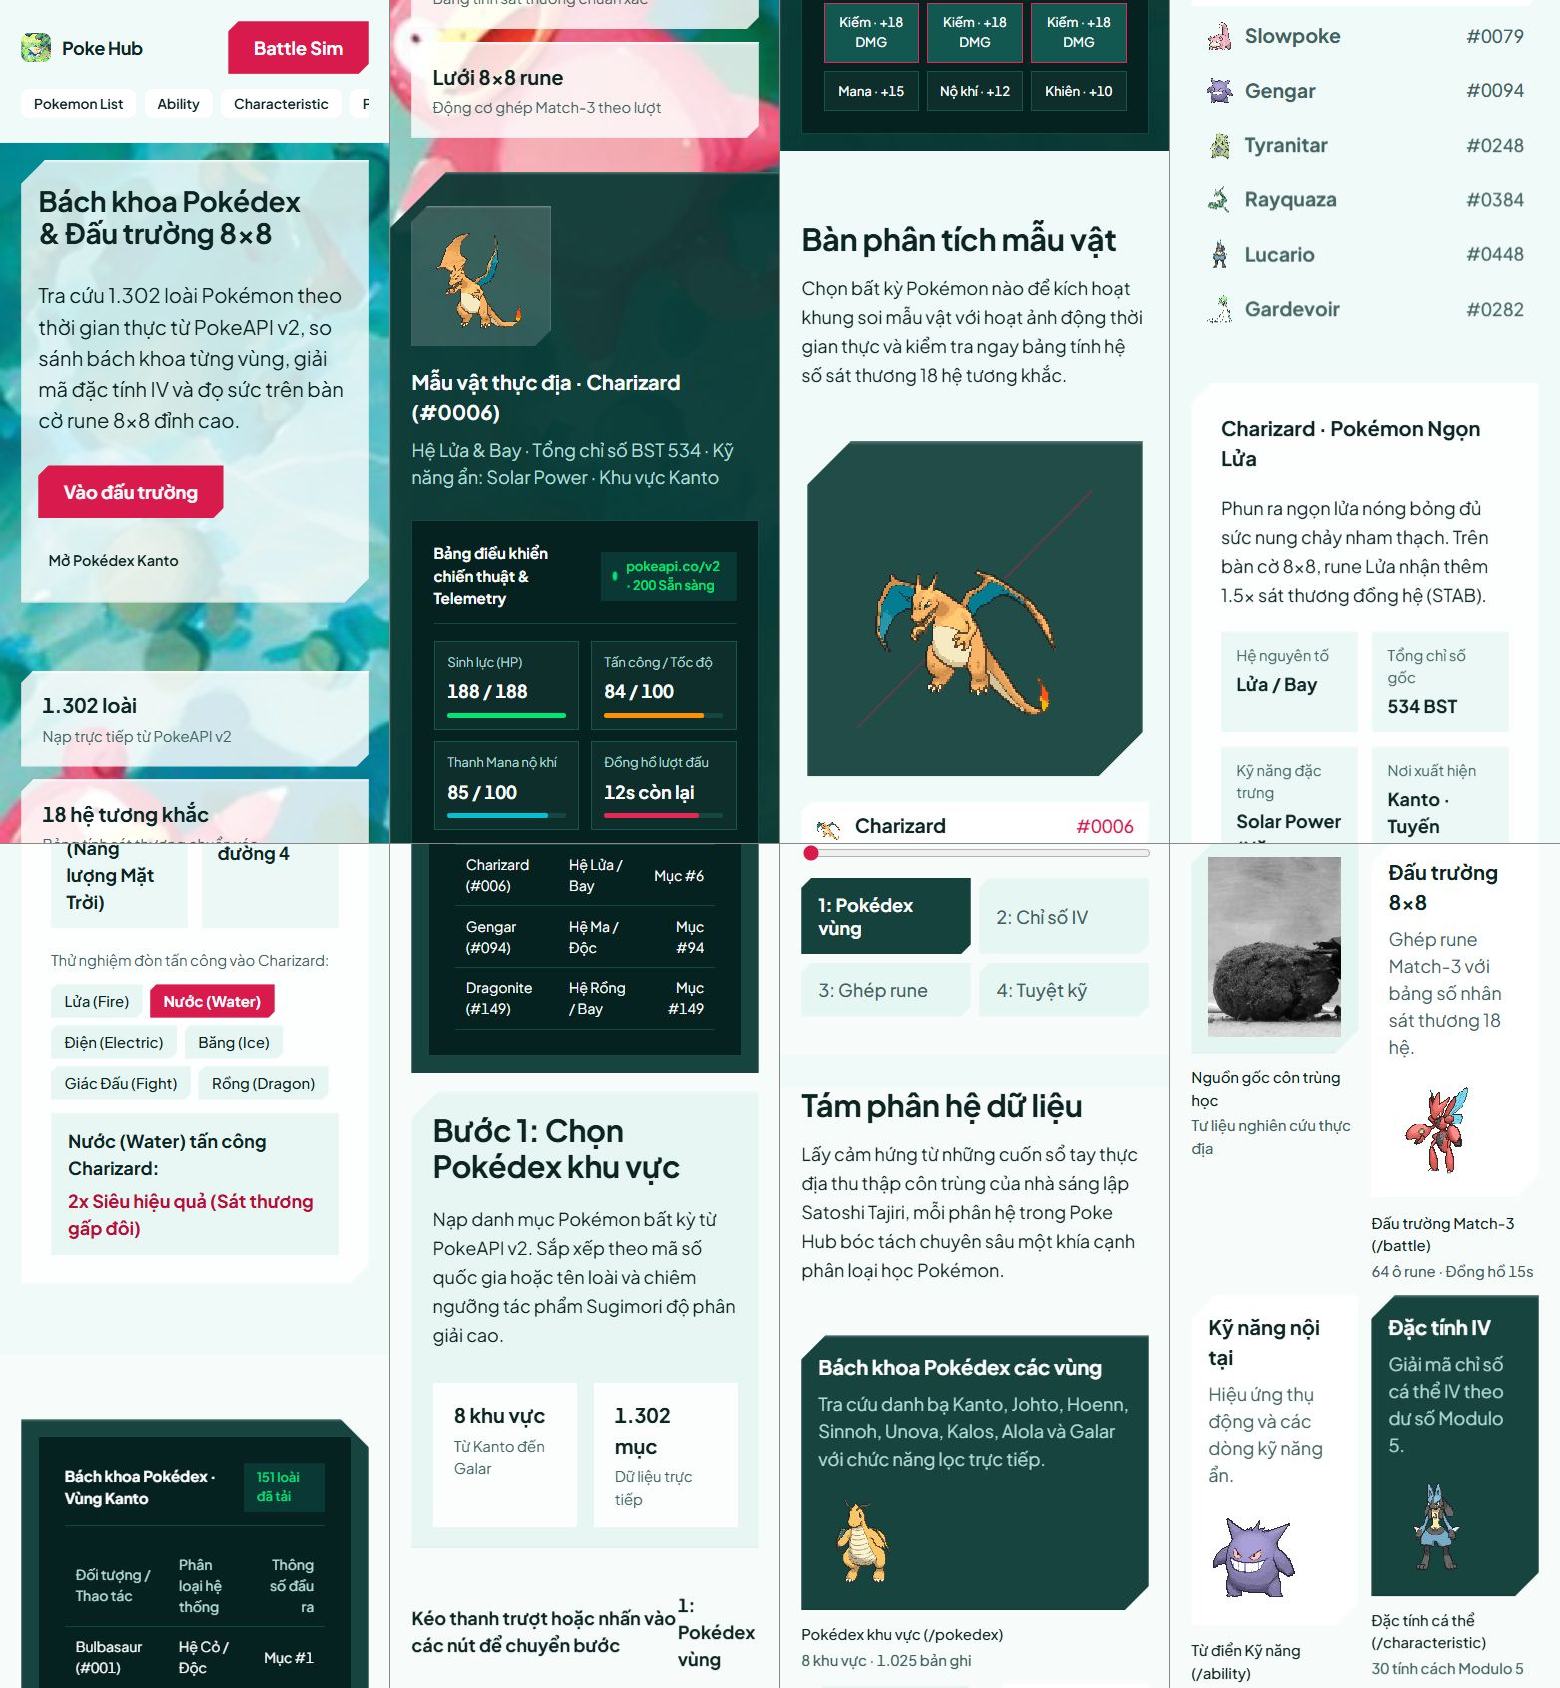 Poke Hub
Battle Sim
Pokemon List
Ability
Characteristic
Bách khoa Pokédex
& Đấu trường 8×8
Tra cứu 1.302 loài Pokémon theo
thời gian thực từ PokeAPI v2, so
sánh bách khoa từng vùng, giải
mã đặc tính IV và đọ sức trên bàn
cờ rune 8×8 đỉnh cao.
Vào đấu trường
Mở Pokédex Kanto
1.302 loài
Nạp trực tiếp từ PokeAPI v2
18 hệ tương khắc
Lưới 8×8 rune
Động cơ ghép Match-3 theo lượt
Mẫu vật thực địa · Charizard
(#0006)
Hệ Lửa & Bay · Tổng chỉ số BST 534 · Kỹ
năng ẩn: Solar Power · Khu vực Kanto
Bảng điều khiển
chiến thuật &
Telemetry
pokeapi.co/v2
· 200 Sẵn sàng
Sinh lực (HP)
188 / 188
Tấn công / Tốc độ
84 / 100
Thanh Mana nộ khí
85 / 100
Đồng hồ lượt đấu
12s còn lại
Kiếm · +18
DMG
Kiếm · +18
DMG
Kiếm · +18
DMG
Mana · +15
Nộ khí · +12
Khiên · +10
Bàn phân tích mẫu vật
Chọn bất kỳ Pokémon nào để kích hoạt
khung soi mẫu vật với hoạt ảnh động thời
gian thực và kiểm tra ngay bảng tính hệ
số sát thương 18 hệ tương khắc.
Charizard
#0006
Slowpoke
#0079
Gengar
#0094
Tyranitar
#0248
Rayquaza
#0384
Lucario
#0448
Gardevoir
#0282
Charizard · Pokémon Ngọn
Lửa
Phun ra ngọn lửa nóng bỏng đủ
sức nung chảy nham thạch. Trên
bàn cờ 8×8, rune Lửa nhận thêm
1.5× sát thương đồng hệ (STAB).
Hệ nguyên tố
Lửa / Bay
Tổng chỉ số
gốc
534 BST
Kỹ năng đặc
trưng
Solar Power
Nơi xuất hiện
Kanto ·
Tuyến
(Năng
lượng Mặt
Trời)
đường 4
Thử nghiệm đòn tấn công vào Charizard:
Lửa (Fire)
Nước (Water)
Điện (Electric)
Băng (Ice)
Giác Đấu (Fight)
Rồng (Dragon)
Nước (Water) tấn công
Charizard:
2x Siêu hiệu quả (Sát thương
gấp đôi)
Bách khoa Pokédex ·
Vùng Kanto
151 loài
đã tải
Đối tượng /
Thao tác
Phân
loại hệ
thống
Thông
số đầu
ra
Bulbasaur
(#001)
Hệ Cỏ /
Độc
Mục #1
Charizard
(#006)
Hệ Lửa /
Bay
Mục #6
Gengar
(#094)
Hệ Ma /
Độc
Mục
#94
Dragonite
(#149)
Hệ Rồng
/ Bay
Mục
#149
Bước 1: Chọn
Pokédex khu vực
Nạp danh mục Pokémon bất kỳ từ
PokeAPI v2. Sắp xếp theo mã số
quốc gia hoặc tên loài và chiêm
ngưỡng tác phẩm Sugimori độ phân
giải cao.
8 khu vực
Từ Kanto đến
Galar
1.302
mục
Dữ liệu trực
tiếp
Kéo thanh trượt hoặc nhấn vào
các nút để chuyển bước
1:
Pokédex
vùng
1: Pokédex
vùng
2: Chỉ số IV
3: Ghép rune
4: Tuyệt kỹ
Tám phân hệ dữ liệu
Lấy cảm hứng từ những cuốn sổ tay thực
địa thu thập côn trùng của nhà sáng lập
Satoshi Tajiri, mỗi phân hệ trong Poke
Hub bóc tách chuyên sâu một khía cạnh
phân loại học Pokémon.
Bách khoa Pokédex các vùng
Tra cứu danh bạ Kanto, Johto, Hoenn,
Sinnoh, Unova, Kalos, Alola và Galar
với chức năng lọc trực tiếp.
Pokédex khu vực (/pokedex)
8 khu vực · 1.025 bản ghi
Nguồn gốc côn trùng
học
Tư liệu nghiên cứu thực
địa
Đấu trường
8×8
Ghép rune
Match-3 với
bảng số nhân
sát thương 18
hệ.
Đấu trường Match-3
(/battle)
64 ô rune · Đồng hồ 15s
Kỹ năng nội
tại
Hiệu ứng thụ
động và các
dòng kỹ năng
ẩn.
Từ điển Kỹ năng
(/ability)
Đặc tính IV
Giải mã chỉ số
cá thể IV theo
dư số Modulo
5.
Đặc tính cá thể
(/characteristic)
30 tính cách Modulo 5